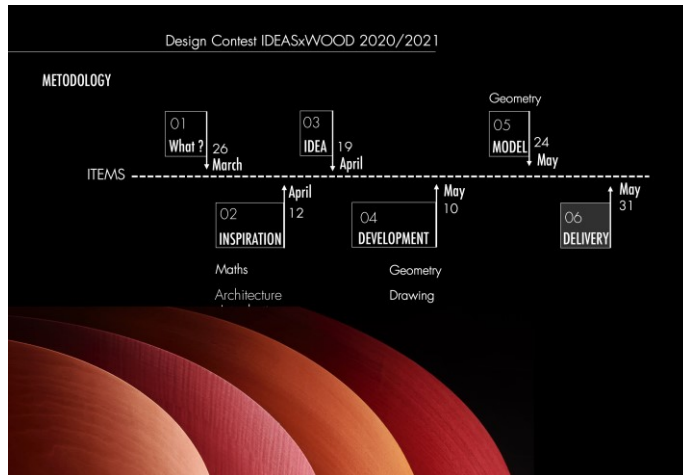 Design Contest IDEASxWOOD 2020/2021
METODOLOGY
Geometry
01
What ?
26
March
03
IDEA
19
April
05
MODEL
24
May
ITEMS
02
INSPIRATION
April
12
04
DEVELOPMENT
May
10
06
DELIVERY
May
31
Maths
Architecture
Geometry
Drawing